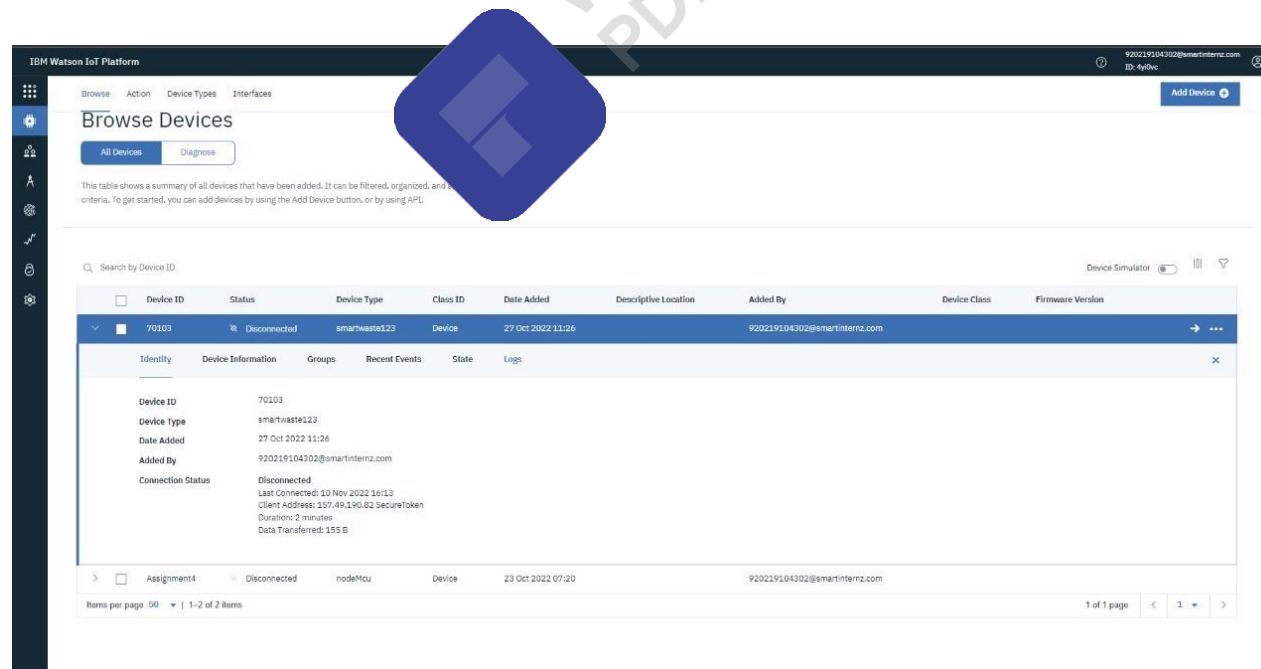 PDF
IBM Watson IoT Platform
920219104302@smartinternz.com
ID: 4yi0vc
Browse Action Device Types Interfaces
Add Device
Browse Devices
All Devices Diagnose
This table shows a summary of all devices that have been added. It can be filtered, organized, and
criteria. To get started, you can add devices by using the Add Device button, or by using API.
Search by Device ID
Device Simulator
Device ID Status Device Type Class ID Date Added Descriptive Location Added By Device Class Firmware Version
70103 Disconnected smartwaste123 Device 27 Oct 2022 11:26 920219104302@smartinternz.com
Identity Device Information Groups Recent Events State Logs
Device ID 70103
Device Type smartwaste123
Date Added 27 Oct 2022 11:26
Added By 920219104302@smartinternz.com
Connection Status Disconnected
Last Connected: 10 Nov 2022 16:13
Client Address: 157.49.190.82 SecureToken
Duration: 2 minutes
Data Transferred: 155 B
Assignment4 Disconnected nodeMcu Device 23 Oct 2022 07:20 920219104302@smartinternz.com
Items per page 50 | 1–2 of 2 items
1 of 1 page 1